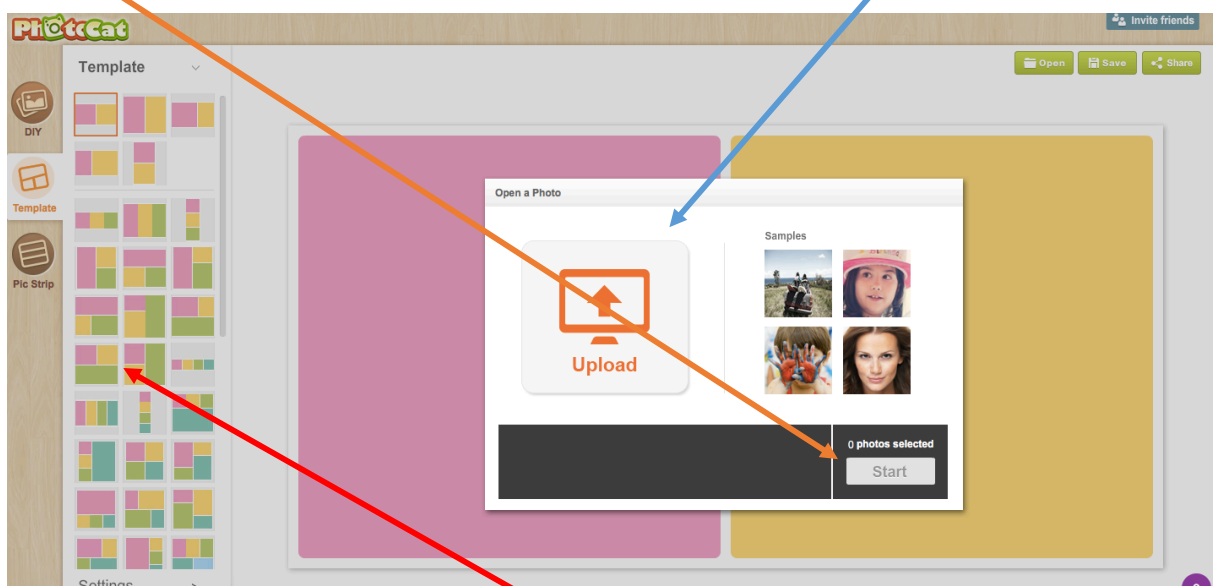 PhotoCat
Invite friends
Template
Open
Save
Share
DIY
Template
Pic Strip
Open a Photo
Samples
Upload
0 photos selected
Start
Settings